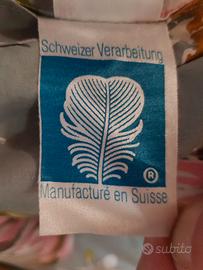 Schweizer Verarbeitung
®
Manufacturé en Suisse
subito